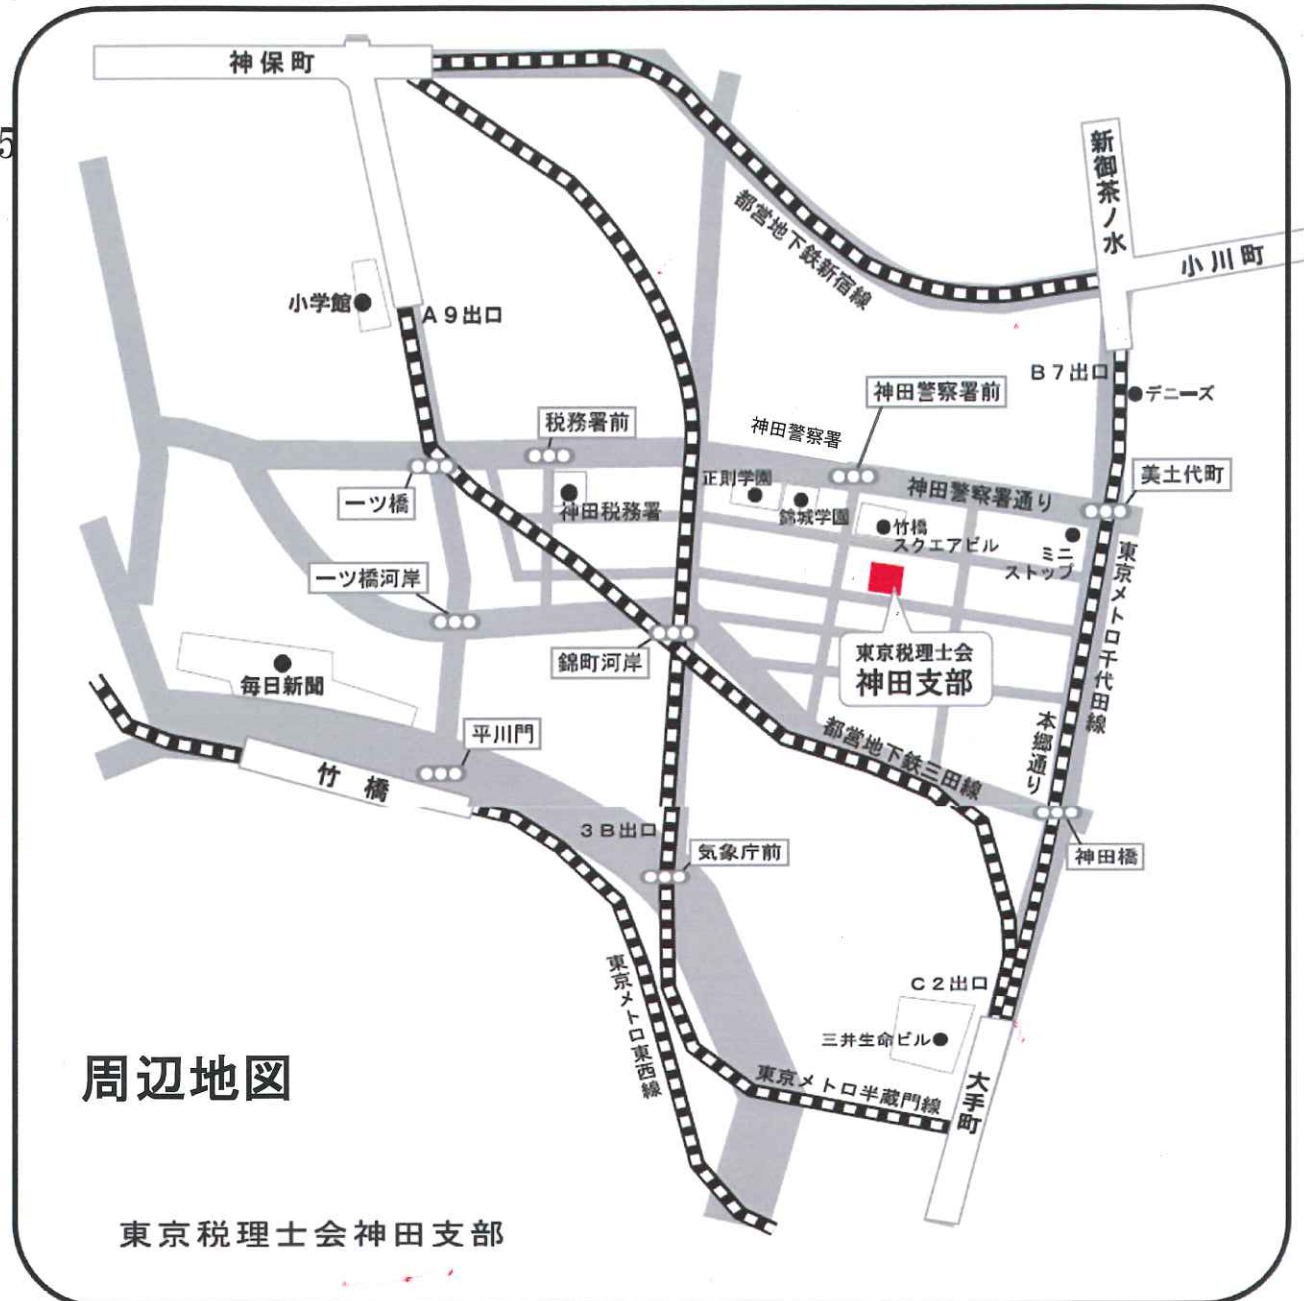 神保町
5
新御茶ノ水
小川町
都営地下鉄新宿線
小学館
A9出口
B7出口
デニーズ
神田警察署前
税務署前
神田警察署
美土代町
正則学園
神田警察署通り
一ツ橋
神田税務署
錦城学園
竹橋
スクエアビル
ミニ
ストップ
東京メトロ千代田線
一ツ橋河岸
錦町河岸
東京税理士会
神田支部
毎日新聞
本郷通り
平川門
都営地下鉄三田線
竹橋
3B出口
気象庁前
神田橋
東京メトロ東西線
C2出口
三井生命ビル
大手町
東京メトロ半蔵門線
周辺地図
東京税理士会神田支部